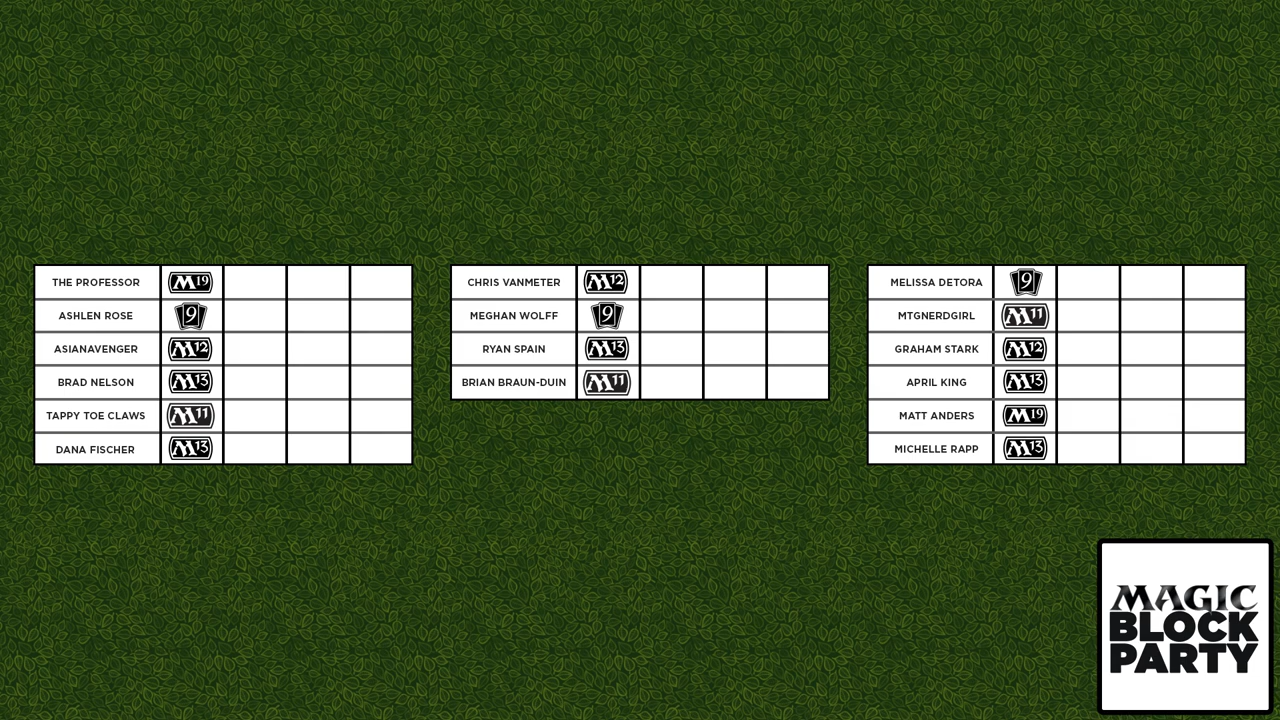 THE PROFESSOR M19
ASHLEN ROSE 9
ASIANAVENGER M12
BRAD NELSON M13
TAPPY TOE CLAWS M11
DANA FISCHER M13
CHRIS VANMETER M12
MEGHAN WOLFF 9
RYAN SPAIN M13
BRIAN BRAUN-DUIN M11
MELISSA DETORA 9
MTGNERDGIRL M11
GRAHAM STARK M12
APRIL KING M13
MATT ANDERS M19
MICHELLE RAPP M13
MAGIC
BLOCK
PARTY